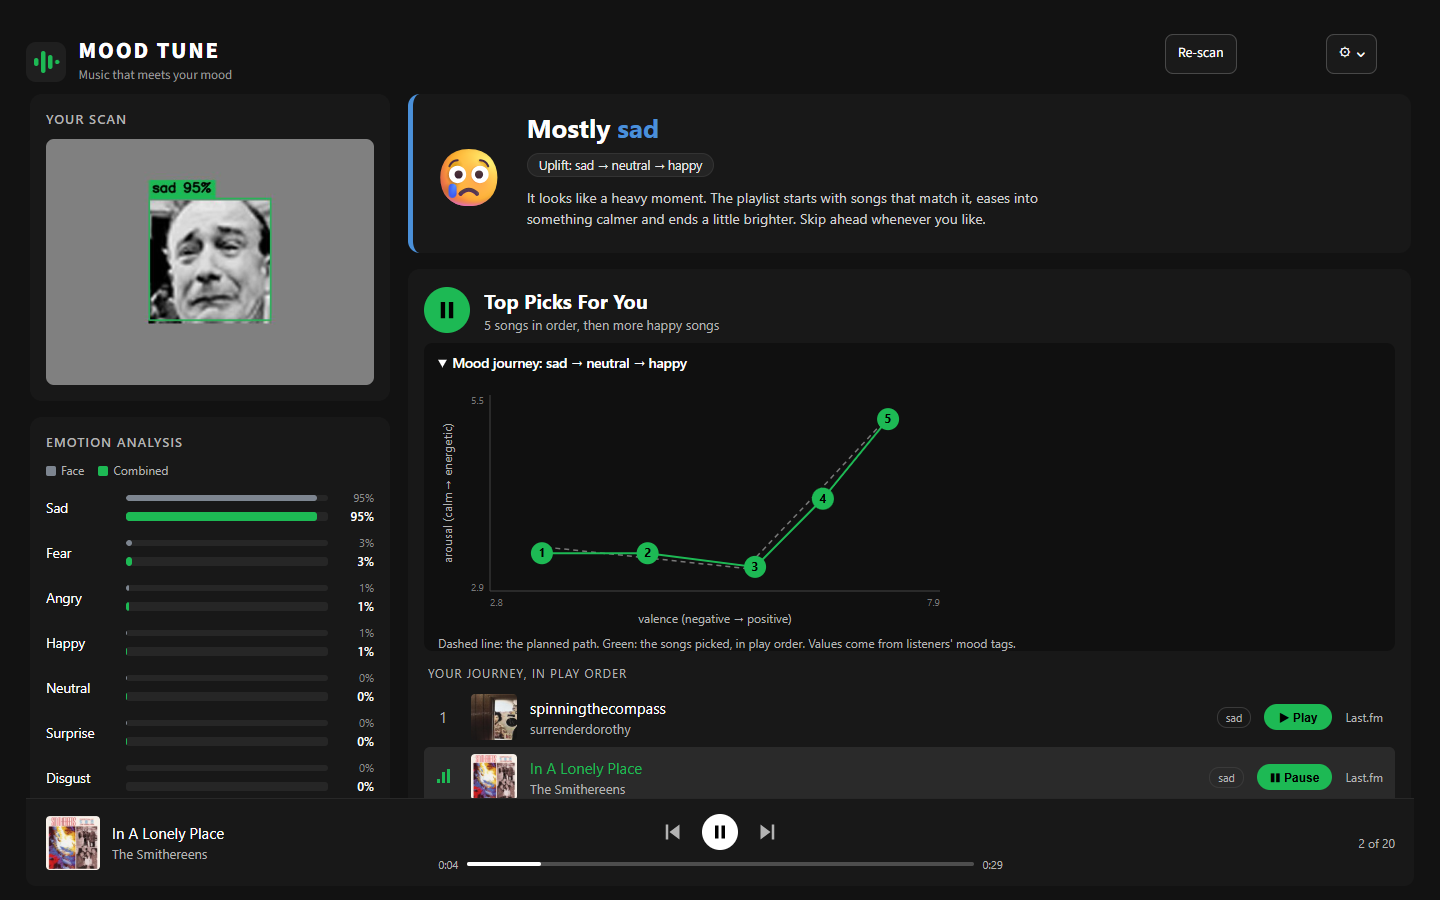 MOOD TUNE
Music that meets your mood
Re-scan
YOUR SCAN
sad 95%
EMOTION ANALYSIS
Face Combined
Sad 95%
95%
Fear 3%
3%
Angry 1%
1%
Happy 1%
1%
Neutral 0%
0%
Surprise 0%
0%
Disgust 0%
0%
Mostly sad
Uplift: sad → neutral → happy
It looks like a heavy moment. The playlist starts with songs that match it, eases into
something calmer and ends a little brighter. Skip ahead whenever you like.
Top Picks For You
5 songs in order, then more happy songs
▼ Mood journey: sad → neutral → happy
5.5
arousal (calm → energetic)
2.9
1
2
3
4
5
2.8 7.9
valence (negative → positive)
Dashed line: the planned path. Green: the songs picked, in play order. Values come from listeners' mood tags.
YOUR JOURNEY, IN PLAY ORDER
1 spinningthecompass
surrenderdorothy
sad ▶ Play Last.fm
In A Lonely Place
The Smithereens
sad Pause Last.fm
In A Lonely Place
The Smithereens
0:04 0:29
2 of 20